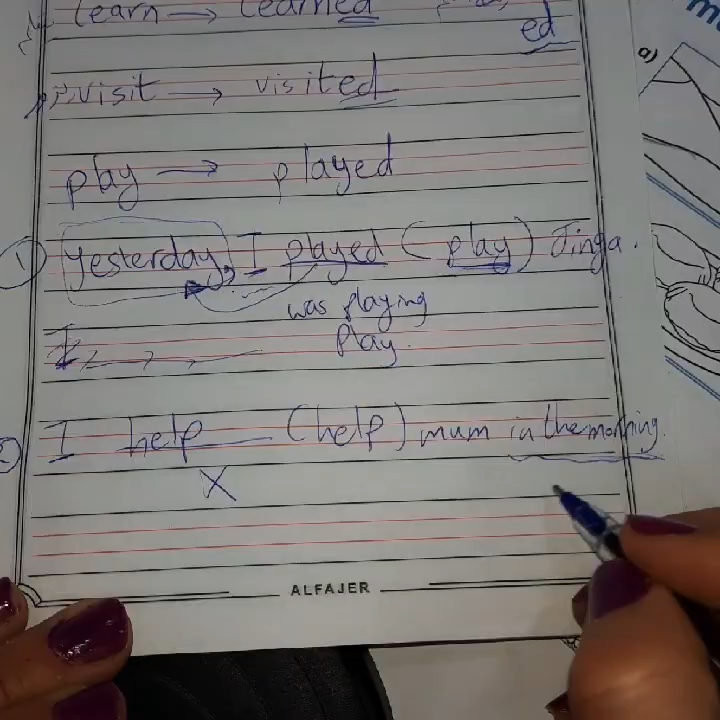 learn → learned
ed
visit → visited
play → played
1 Yesterday, I played (play) Jinga.
was playing
I play.
2 I help (help) mum in the morning.
X
ALFAJER
a)